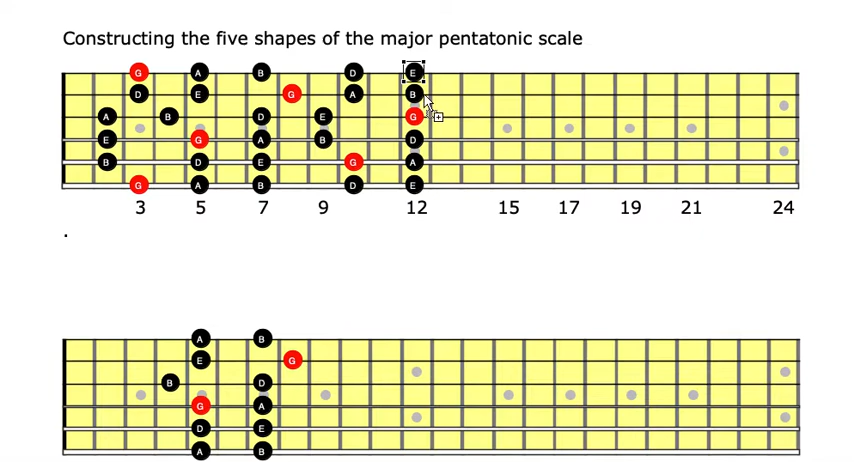 Constructing the five shapes of the major pentatonic scale
G A B D E
D E G A B
A B D E G
E G A B D
B D E G A
G A B D E
3 5 7 9 12 15 17 19 21 24
.
A B
E G
B D
G A
D E
A B